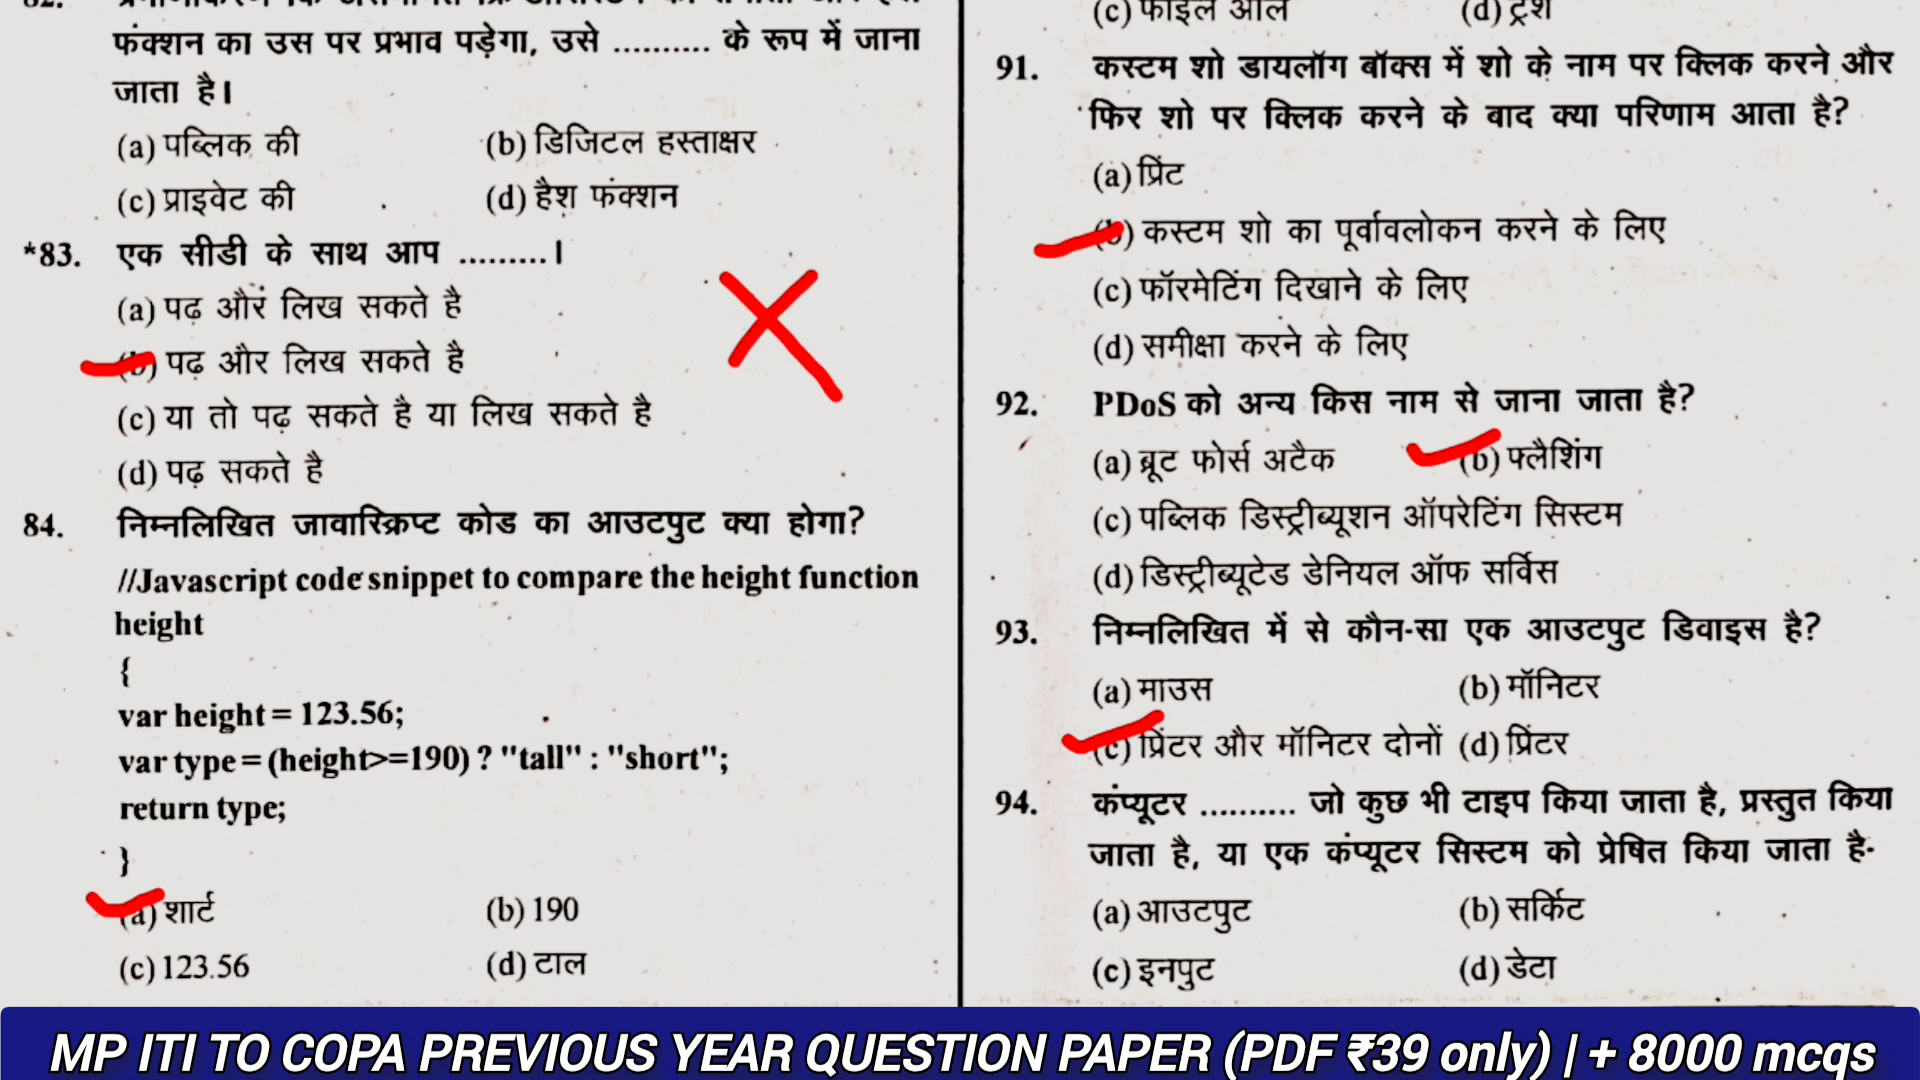 82.
फंक्शन का उस पर प्रभाव पड़ेगा, उसे .......... के रूप में जाना
जाता है।
(a) पब्लिक की (b) डिजिटल हस्ताक्षर
(c) प्राइवेट की (d) हैश फंक्शन
*83. एक सीडी के साथ आप .........।
(a) पढ़ और लिख सकते है
(b) पढ़ और लिख सकते है
(c) या तो पढ़ सकते है या लिख सकते है
(d) पढ़ सकते है
84. निम्नलिखित जावास्क्रिप्ट कोड का आउटपुट क्या होगा?
//Javascript code snippet to compare the height function
height
{
var height = 123.56;
var type = (height>=190) ? "tall" : "short";
return type;
}
(a) शार्ट (b) 190
(c) 123.56 (d) टाल
(c) फाइल ऑल (d) ट्रैश
91. कस्टम शो डायलॉग बॉक्स में शो के नाम पर क्लिक करने और
फिर शो पर क्लिक करने के बाद क्या परिणाम आता है?
(a) प्रिंट
(b) कस्टम शो का पूर्वावलोकन करने के लिए
(c) फॉरमेटिंग दिखाने के लिए
(d) समीक्षा करने के लिए
92. PDoS को अन्य किस नाम से जाना जाता है?
(a) ब्रूट फोर्स अटैक (b) फ्लैशिंग
(c) पब्लिक डिस्ट्रीब्यूशन ऑपरेटिंग सिस्टम
(d) डिस्ट्रीब्यूटेड डेनियल ऑफ सर्विस
93. निम्नलिखित में से कौन-सा एक आउटपुट डिवाइस है?
(a) माउस (b) मॉनिटर
(c) प्रिंटर और मॉनिटर दोनों (d) प्रिंटर
94. कंप्यूटर .......... जो कुछ भी टाइप किया जाता है, प्रस्तुत किया
जाता है, या एक कंप्यूटर सिस्टम को प्रेषित किया जाता है-
(a) आउटपुट (b) सर्किट
(c) इनपुट (d) डेटा
MP ITI TO COPA PREVIOUS YEAR QUESTION PAPER (PDF ₹39 only) | + 8000 mcqs